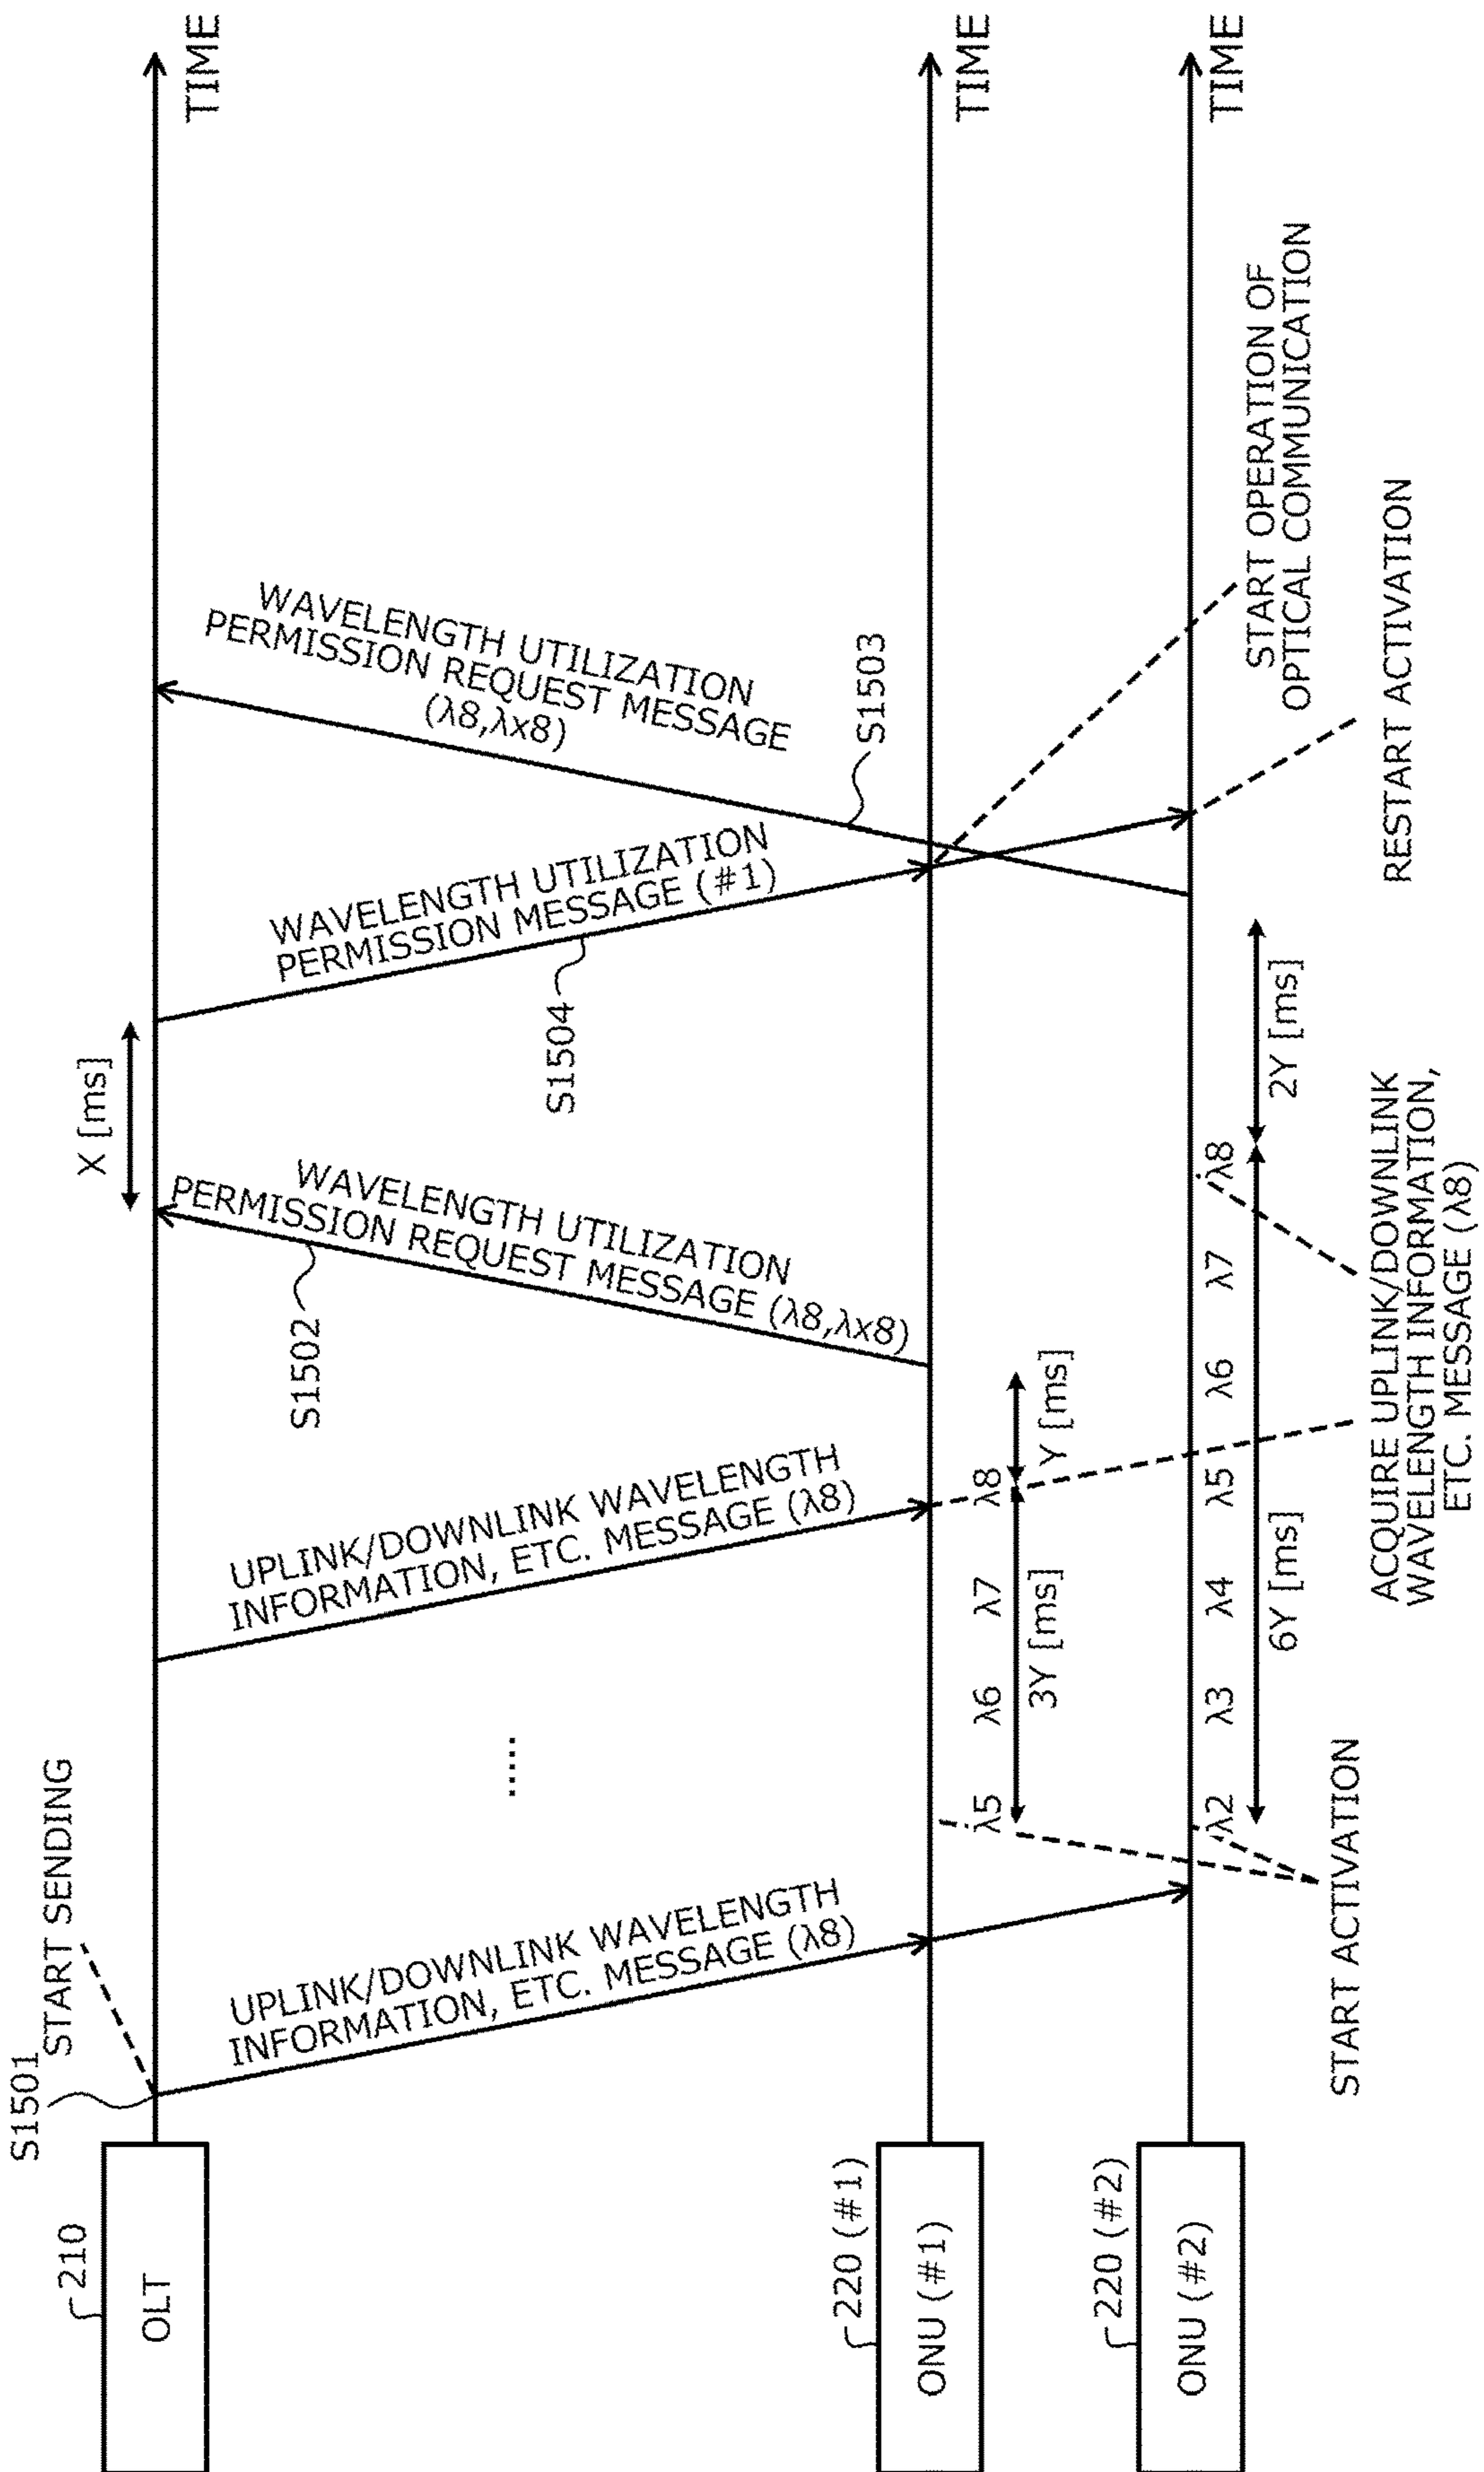 S1501
START SENDING
210
OLT
X [ms]
TIME
UPLINK/DOWNLINK WAVELENGTH
INFORMATION, ETC. MESSAGE (λ8)
.....
UPLINK/DOWNLINK WAVELENGTH
INFORMATION, ETC. MESSAGE (λ8)
WAVELENGTH UTILIZATION
PERMISSION REQUEST MESSAGE (λ8,λx8)
S1502
WAVELENGTH UTILIZATION
PERMISSION MESSAGE (#1)
S1504
WAVELENGTH UTILIZATION
PERMISSION REQUEST MESSAGE
(λ8,λx8)
S1503
220 (#1)
ONU (#1)
TIME
λ5 λ6 λ7 λ8
3Y [ms]
Y [ms]
220 (#2)
ONU (#2)
TIME
λ2 λ3 λ4 λ5 λ6 λ7 λ8
6Y [ms]
2Y [ms]
START ACTIVATION
ACQUIRE UPLINK/DOWNLINK
WAVELENGTH INFORMATION,
ETC. MESSAGE (λ8)
START OPERATION OF
OPTICAL COMMUNICATION
RESTART ACTIVATION